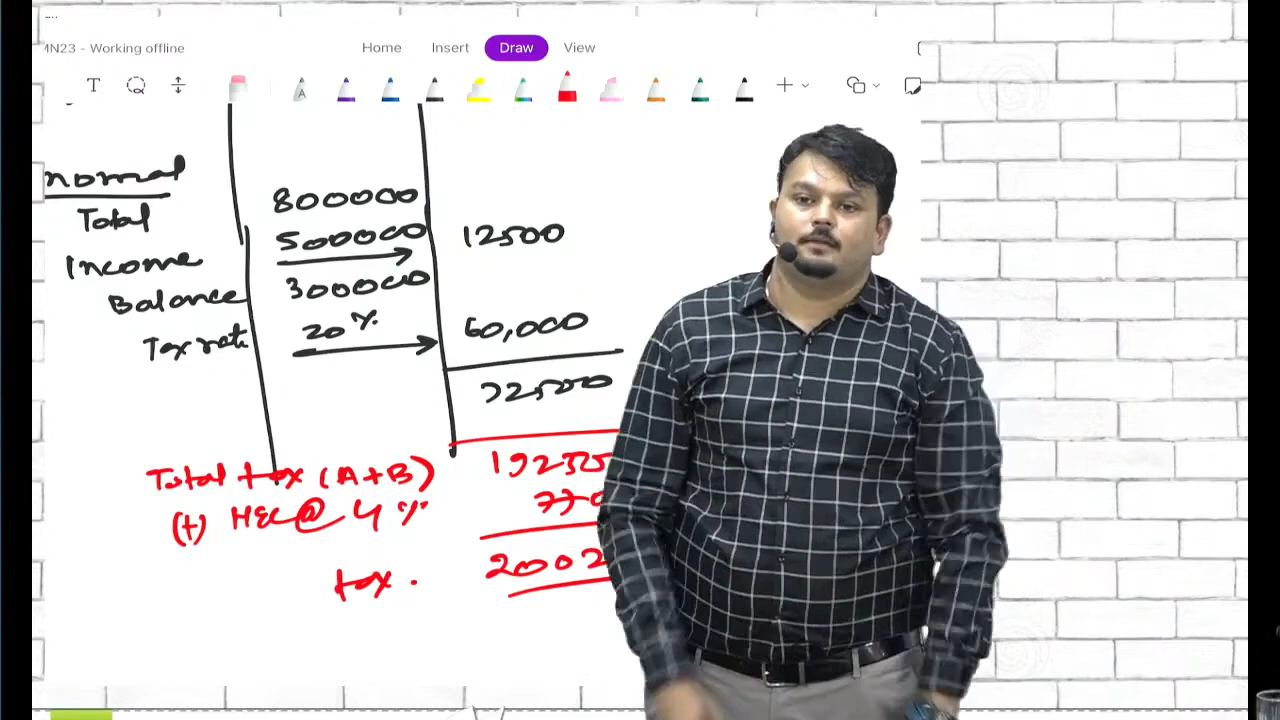 MN23 - Working offline
Home Insert Draw View
normal
Total 800000
Income 500000 12500
Balance 300000
Tax rate 20% 60,000
72500
Total tax (A+B)
(+) HEC @ 4%
tax.